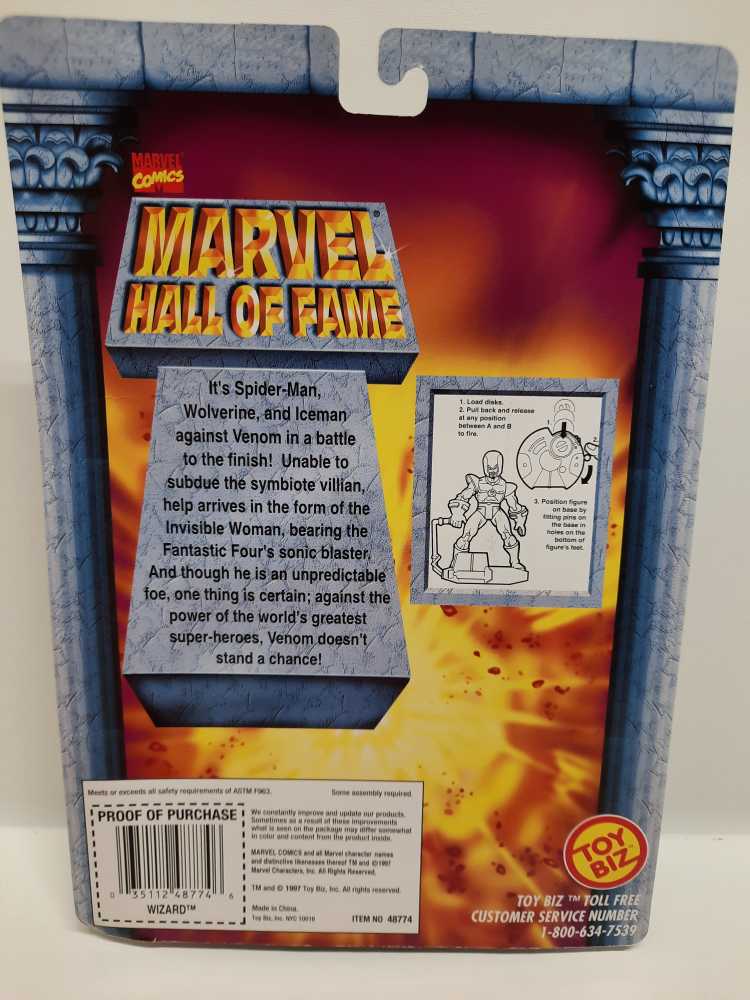 MARVEL
COMICS
MARVEL®
HALL OF FAME
It's Spider-Man,
Wolverine, and Iceman
against Venom in a battle
to the finish! Unable to
subdue the symbiote villian,
help arrives in the form of the
Invisible Woman, bearing the
Fantastic Four's sonic blaster.
And though he is an unpredictable
foe, one thing is certain; against the
power of the world's greatest
super-heroes, Venom doesn't
stand a chance!
1. Load disks.
2. Pull back and release
at any position
between A and B
to fire.
3. Position figure
on base by
fitting pins on
the base in
holes on the
bottom of
figure's feet.
Meets or exceeds all safety requirements of ASTM F963.
Some assembly required.
PROOF OF PURCHASE
0 35112 48774 6
WIZARD™
We constantly improve and update our products.
Sometimes as a result of these improvements
what is seen on the package may differ somewhat
in color and content from the product inside.
MARVEL COMICS and all Marvel character names
and distinctive likenesses thereof TM and ©1997
Marvel Characters, Inc. All Rights Reserved.
TM and © 1997 Toy Biz, Inc. All rights reserved.
Made in China.
Toy Biz, Inc. NYC 10016
ITEM NO 48774
TOY
BIZ
TOY BIZ ™ TOLL FREE
CUSTOMER SERVICE NUMBER
1-800-634-7539